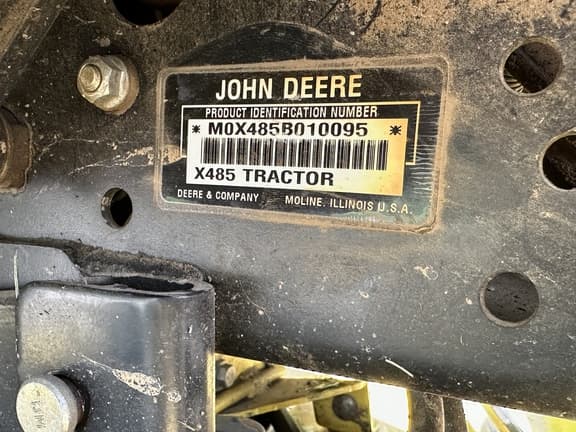 JOHN DEERE
PRODUCT IDENTIFICATION NUMBER
* M0X485B010095 *
X485 TRACTOR
DEERE & COMPANY MOLINE, ILLINOIS U.S.A.